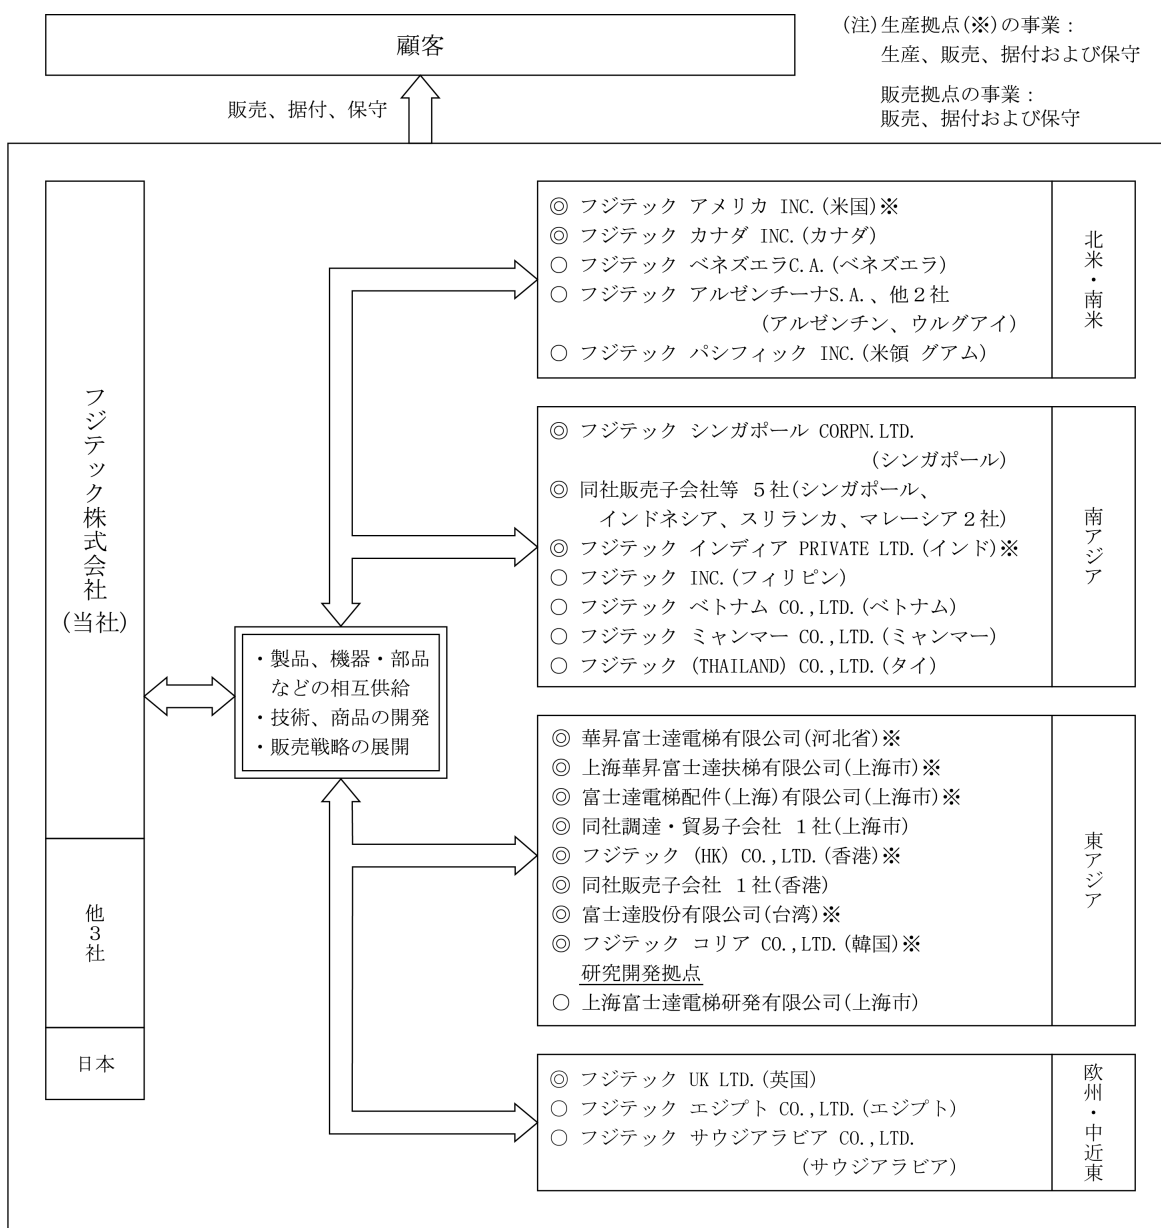 顧客
(注)生産拠点(※)の事業：
生産、販売、据付および保守
販売拠点の事業：
販売、据付および保守
販売、据付、保守
フジテック株式会社
(当社)
他3社
日本
・製品、機器・部品
などの相互供給
・技術、商品の開発
・販売戦略の展開
◎ フジテック アメリカ INC.(米国)※
◎ フジテック カナダ INC.(カナダ)
○ フジテック ベネズエラC.A.(ベネズエラ)
○ フジテック アルゼンチーナS.A.、他2社
(アルゼンチン、ウルグアイ)
○ フジテック パシフィック INC.(米領 グアム)
北米・南米
◎ フジテック シンガポール CORPN.LTD.
(シンガポール)
◎ 同社販売子会社等 5社(シンガポール、
インドネシア、スリランカ、マレーシア2社)
◎ フジテック インディア PRIVATE LTD.(インド)※
○ フジテック INC.(フィリピン)
○ フジテック ベトナム CO.,LTD.(ベトナム)
○ フジテック ミャンマー CO.,LTD.(ミャンマー)
○ フジテック (THAILAND) CO.,LTD.(タイ)
南アジア
◎ 華昇富士達電梯有限公司(河北省)※
◎ 上海華昇富士達扶梯有限公司(上海市)※
◎ 富士達電梯配件(上海)有限公司(上海市)※
◎ 同社調達・貿易子会社 1社(上海市)
◎ フジテック (HK) CO.,LTD.(香港)※
◎ 同社販売子会社 1社(香港)
◎ 富士達股份有限公司(台湾)※
◎ フジテック コリア CO.,LTD.(韓国)※
研究開発拠点
○ 上海富士達電梯研発有限公司(上海市)
東アジア
◎ フジテック UK LTD.(英国)
○ フジテック エジプト CO.,LTD.(エジプト)
○ フジテック サウジアラビア CO.,LTD.
(サウジアラビア)
欧州・中近東